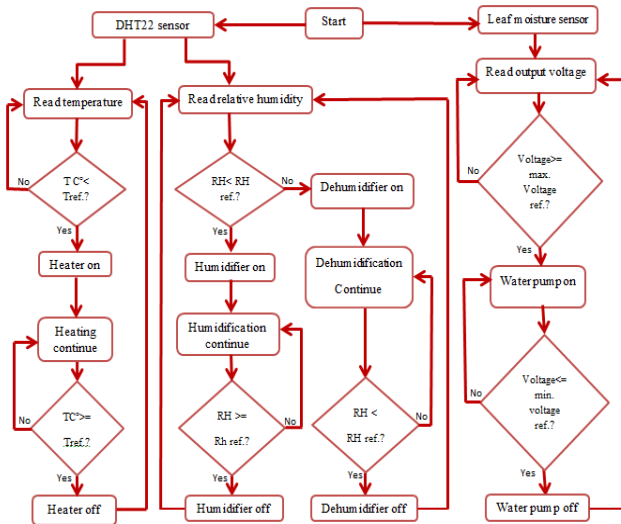 DHT22 sensor
Start
Leaf moisture sensor
Read temperature
Read relative humidity
Read output voltage
T C°<
Tref.?
No
Yes
Heater on
Heating
continue
TC°>=
Tref.?
No
Yes
Heater off
RH< RH
ref.?
No
Yes
Humidifier on
Humidification
continue
RH >=
Rh ref.?
No
Yes
Humidifier off
Dehumidifier on
Dehumidification
Continue
RH <
RH ref.?
No
Yes
Dehumidifier off
Voltage>=
max.
Voltage
ref.?
No
Yes
Water pump on
Voltage<=
min.
voltage
ref.?
No
Yes
Water pump off